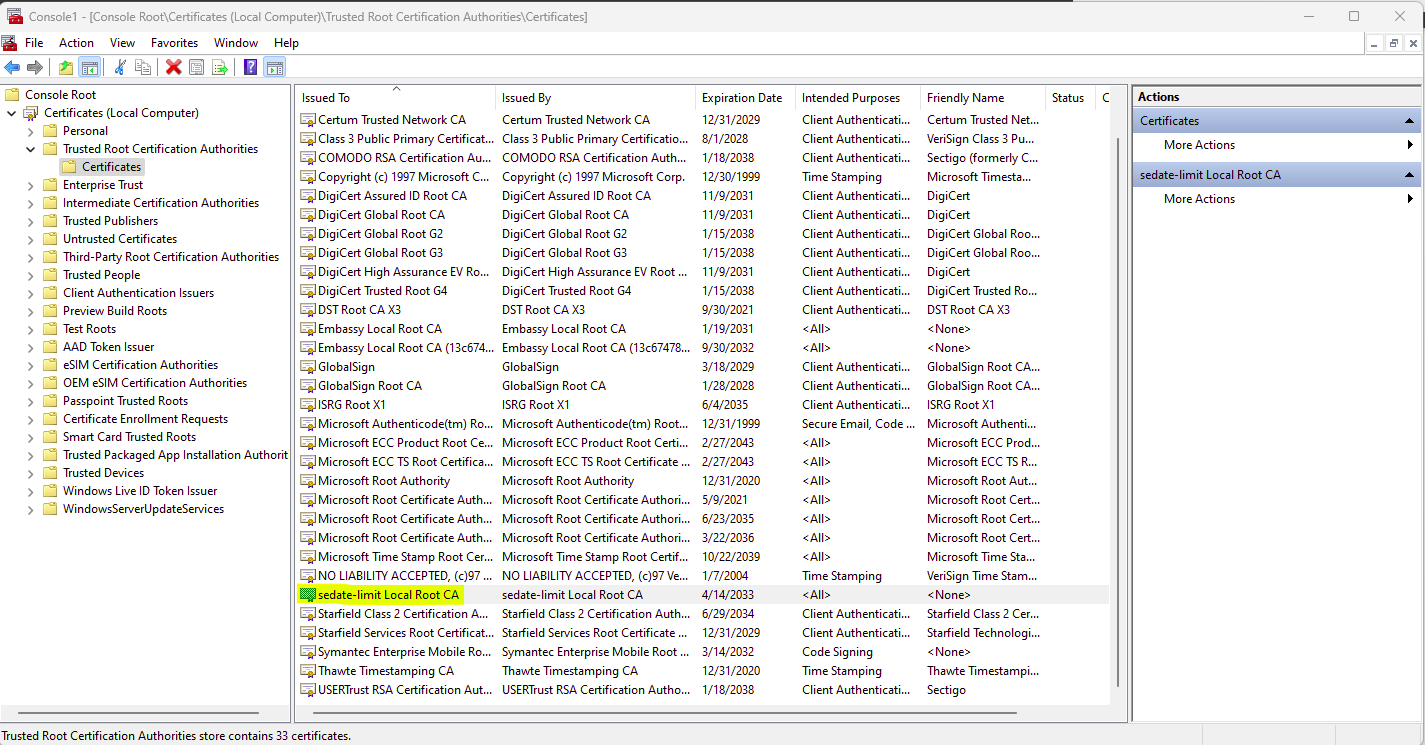 Console1 - [Console Root\Certificates (Local Computer)\Trusted Root Certification Authorities\Certificates]
File Action View Favorites Window Help
Console Root
Certificates (Local Computer)
Personal
Trusted Root Certification Authorities
Certificates
Enterprise Trust
Intermediate Certification Authorities
Trusted Publishers
Untrusted Certificates
Third-Party Root Certification Authorities
Trusted People
Client Authentication Issuers
Preview Build Roots
Test Roots
AAD Token Issuer
eSIM Certification Authorities
OEM eSIM Certification Authorities
Passpoint Trusted Roots
Certificate Enrollment Requests
Smart Card Trusted Roots
Trusted Packaged App Installation Authorit
Trusted Devices
Windows Live ID Token Issuer
WindowsServerUpdateServices
Issued To Issued By Expiration Date Intended Purposes Friendly Name Status C
Certum Trusted Network CA Certum Trusted Network CA 12/31/2029 Client Authenticati... Certum Trusted Net...
Class 3 Public Primary Certificat... Class 3 Public Primary Certificatio... 8/1/2028 Client Authenticati... VeriSign Class 3 Pu...
COMODO RSA Certification Au... COMODO RSA Certification Auth... 1/18/2038 Client Authenticati... Sectigo (formerly C...
Copyright (c) 1997 Microsoft C... Copyright (c) 1997 Microsoft Corp. 12/30/1999 Time Stamping Microsoft Timesta...
DigiCert Assured ID Root CA DigiCert Assured ID Root CA 11/9/2031 Client Authenticati... DigiCert
DigiCert Global Root CA DigiCert Global Root CA 11/9/2031 Client Authenticati... DigiCert
DigiCert Global Root G2 DigiCert Global Root G2 1/15/2038 Client Authenticati... DigiCert Global Roo...
DigiCert Global Root G3 DigiCert Global Root G3 1/15/2038 Client Authenticati... DigiCert Global Roo...
DigiCert High Assurance EV Ro... DigiCert High Assurance EV Root ... 11/9/2031 Client Authenticati... DigiCert
DigiCert Trusted Root G4 DigiCert Trusted Root G4 1/15/2038 Client Authenticati... DigiCert Trusted Ro...
DST Root CA X3 DST Root CA X3 9/30/2021 Client Authenticati... DST Root CA X3
Embassy Local Root CA Embassy Local Root CA 1/19/2031 <All> <None>
Embassy Local Root CA (13c674... Embassy Local Root CA (13c67478... 9/30/2032 <All> <None>
GlobalSign GlobalSign 3/18/2029 Client Authenticati... GlobalSign Root CA...
GlobalSign Root CA GlobalSign Root CA 1/28/2028 Client Authenticati... GlobalSign Root CA...
ISRG Root X1 ISRG Root X1 6/4/2035 Client Authenticati... ISRG Root X1
Microsoft Authenticode(tm) Ro... Microsoft Authenticode(tm) Root... 12/31/1999 Secure Email, Code ... Microsoft Authenti...
Microsoft ECC Product Root Ce... Microsoft ECC Product Root Certi... 2/27/2043 <All> Microsoft ECC Prod...
Microsoft ECC TS Root Certifica... Microsoft ECC TS Root Certificate ... 2/27/2043 <All> Microsoft ECC TS R...
Microsoft Root Authority Microsoft Root Authority 12/31/2020 <All> Microsoft Root Aut...
Microsoft Root Certificate Auth... Microsoft Root Certificate Authori... 5/9/2021 <All> Microsoft Root Cert...
Microsoft Root Certificate Auth... Microsoft Root Certificate Authori... 6/23/2035 <All> Microsoft Root Cert...
Microsoft Root Certificate Auth... Microsoft Root Certificate Authori... 3/22/2036 <All> Microsoft Root Cert...
Microsoft Time Stamp Root Cer... Microsoft Time Stamp Root Certif... 10/22/2039 <All> Microsoft Time Sta...
NO LIABILITY ACCEPTED, (c)97 ... NO LIABILITY ACCEPTED, (c)97 Ve... 1/7/2004 Time Stamping VeriSign Time Stam...
sedate-limit Local Root CA sedate-limit Local Root CA 4/14/2033 <All> <None>
Starfield Class 2 Certification A... Starfield Class 2 Certification Auth... 6/29/2034 Client Authenticati... Starfield Class 2 Cer...
Starfield Services Root Certificat... Starfield Services Root Certificate ... 12/31/2029 Client Authenticati... Starfield Technologi...
Symantec Enterprise Mobile Ro... Symantec Enterprise Mobile Root ... 3/14/2032 Code Signing <None>
Thawte Timestamping CA Thawte Timestamping CA 12/31/2020 Time Stamping Thawte Timestampi...
USERTrust RSA Certification Aut... USERTrust RSA Certification Autho... 1/18/2038 Client Authenticati... Sectigo
Actions
Certificates
More Actions
sedate-limit Local Root CA
More Actions
Trusted Root Certification Authorities store contains 33 certificates.